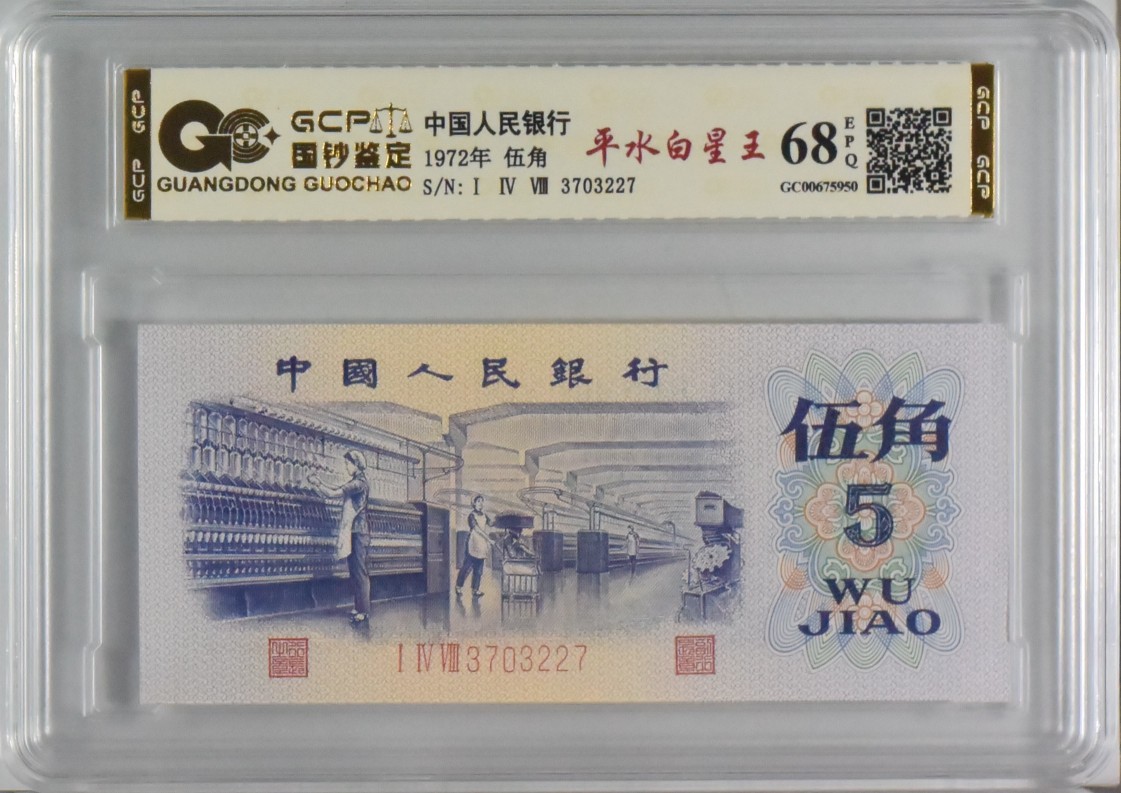 GCP GCP
GCP
国钞鉴定
GUANGDONG GUOCHAO
中国人民银行
1972年 伍角
S/N: I IV VIII 3703227
平水白星王
68 EPQ
GC00675950
GCP GCP
中國人民銀行
伍角
5
WU
JIAO
I IV VIII 3703227